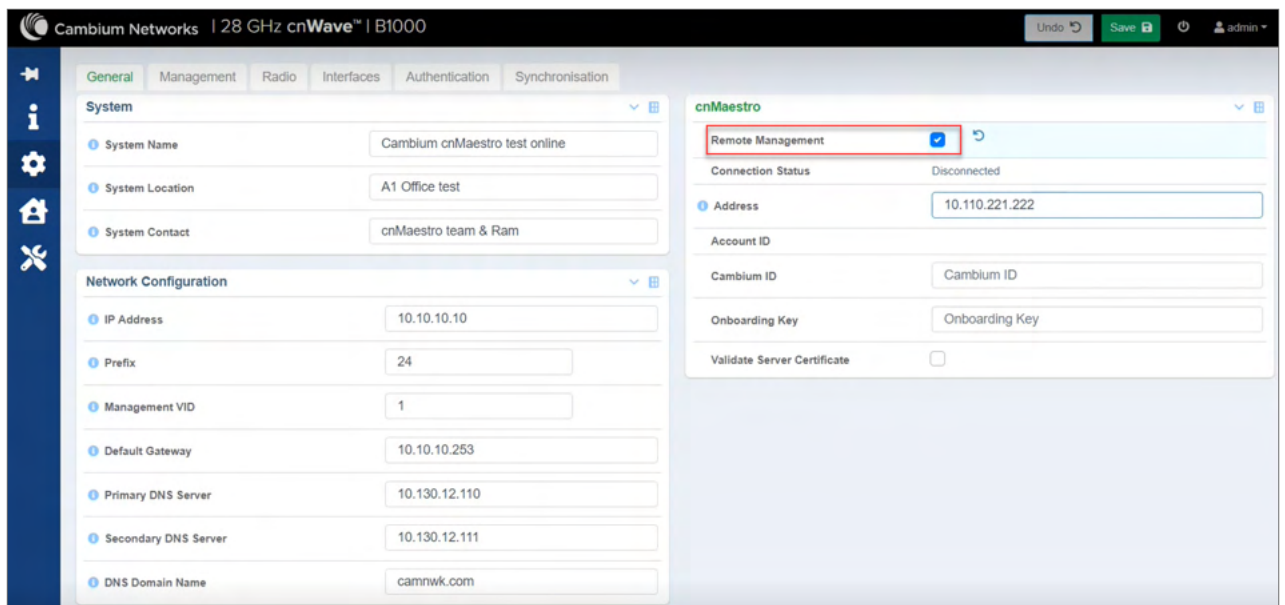 Cambium Networks | 28 GHz cnWave™ | B1000
Undo
Save
admin
General
Management
Radio
Interfaces
Authentication
Synchronisation
System
System Name
Cambium cnMaestro test online
System Location
A1 Office test
System Contact
cnMaestro team & Ram
Network Configuration
IP Address
10.10.10.10
Prefix
24
Management VID
1
Default Gateway
10.10.10.253
Primary DNS Server
10.130.12.110
Secondary DNS Server
10.130.12.111
DNS Domain Name
camnwk.com
cnMaestro
Remote Management
Connection Status
Disconnected
Address
10.110.221.222
Account ID
Cambium ID
Cambium ID
Onboarding Key
Onboarding Key
Validate Server Certificate